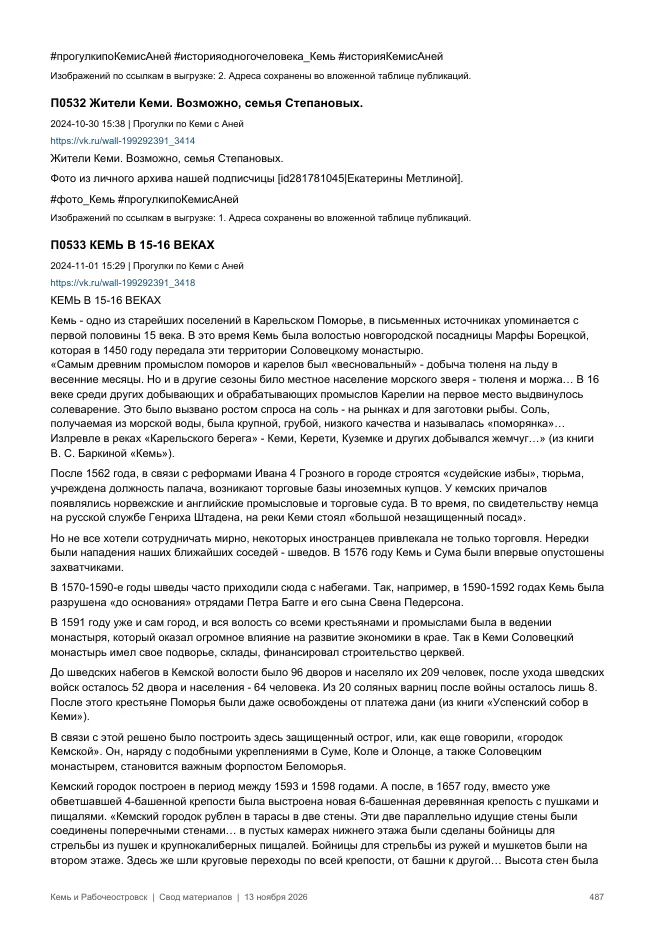 #прогулкипоКемисАней #историяодногочеловека_Кемь #историяКемисАней
Изображений по ссылкам в выгрузке: 2. Адреса сохранены во вложенной таблице публикаций.
П0532 Жители Кеми. Возможно, семья Степановых.
2024-10-30 15:38 | Прогулки по Кеми с Аней
https://vk.ru/wall-199292391_3414
Жители Кеми. Возможно, семья Степановых.
Фото из личного архива нашей подписчицы [id281781045|Екатерины Метлиной].
#фото_Кемь #прогулкипоКемисАней
Изображений по ссылкам в выгрузке: 1. Адреса сохранены во вложенной таблице публикаций.
П0533 КЕМЬ В 15-16 ВЕКАХ
2024-11-01 15:29 | Прогулки по Кеми с Аней
https://vk.ru/wall-199292391_3418
КЕМЬ В 15-16 ВЕКАХ
Кемь - одно из старейших поселений в Карельском Поморье, в письменных источниках упоминается с
первой половины 15 века. В это время Кемь была волостью новгородской посадницы Марфы Борецкой,
которая в 1450 году передала эти территории Соловецкому монастырю.
«Самым древним промыслом поморов и карелов был «весновальный» - добыча тюленя на льду в
весенние месяцы. Но и в другие сезоны било местное население морского зверя - тюленя и моржа… В 16
веке среди других добывающих и обрабатывающих промыслов Карелии на первое место выдвинулось
солеварение. Это было вызвано ростом спроса на соль - на рынках и для заготовки рыбы. Соль,
получаемая из морской воды, была крупной, грубой, низкого качества и называлась «поморянка»…
Излревле в реках «Карельского берега» - Кеми, Керети, Куземке и других добывался жемчуг…» (из книги
В. С. Баркиной «Кемь»).
После 1562 года, в связи с реформами Ивана 4 Грозного в городе строятся «судейские избы», тюрьма,
учреждена должность палача, возникают торговые базы иноземных купцов. У кемских причалов
появлялись норвежские и английские промысловые и торговые суда. В то время, по свидетельству немца
на русской службе Генриха Штадена, на реки Кеми стоял «большой незащищенный посад».
Но не все хотели сотрудничать мирно, некоторых иностранцев привлекала не только торговля. Нередки
были нападения наших ближайших соседей - шведов. В 1576 году Кемь и Сума были впервые опустошены
захватчиками.
В 1570-1590-е годы шведы часто приходили сюда с набегами. Так, например, в 1590-1592 годах Кемь была
разрушена «до основания» отрядами Петра Багге и его сына Свена Педерсона.
В 1591 году уже и сам город, и вся волость со всеми крестьянами и промыслами была в ведении
монастыря, который оказал огромное влияние на развитие экономики в крае. Так в Кеми Соловецкий
монастырь имел свое подворье, склады, финансировал строительство церквей.
До шведских набегов в Кемской волости было 96 дворов и населяло их 209 человек, после ухода шведских
войск осталось 52 двора и населения - 64 человека. Из 20 соляных варниц после войны осталось лишь 8.
После этого крестьяне Поморья были даже освобождены от платежа дани (из книги «Успенский собор в
Кеми»).
В связи с этой решено было построить здесь защищенный острог, или, как еще говорили, «городок
Кемской». Он, наряду с подобными укреплениями в Суме, Коле и Олонце, а также Соловецким
монастырем, становится важным форпостом Беломорья.
Кемский городок построен в период между 1593 и 1598 годами. А после, в 1657 году, вместо уже
обветшавшей 4-башенной крепости была выстроена новая 6-башенная деревянная крепость с пушками и
пищалями. «Кемский городок рублен в тарасы в две стены. Эти две параллельно идущие стены были
соединены поперечными стенами… в пустых камерах нижнего этажа были сделаны бойницы для
стрельбы из пушек и крупнокалиберных пищалей. Бойницы для стрельбы из ружей и мушкетов были на
втором этаже. Здесь же шли круговые переходы по всей крепости, от башни к другой… Высота стен была
Кемь и Рабочеостровск | Свод материалов | 13 ноября 2026
487